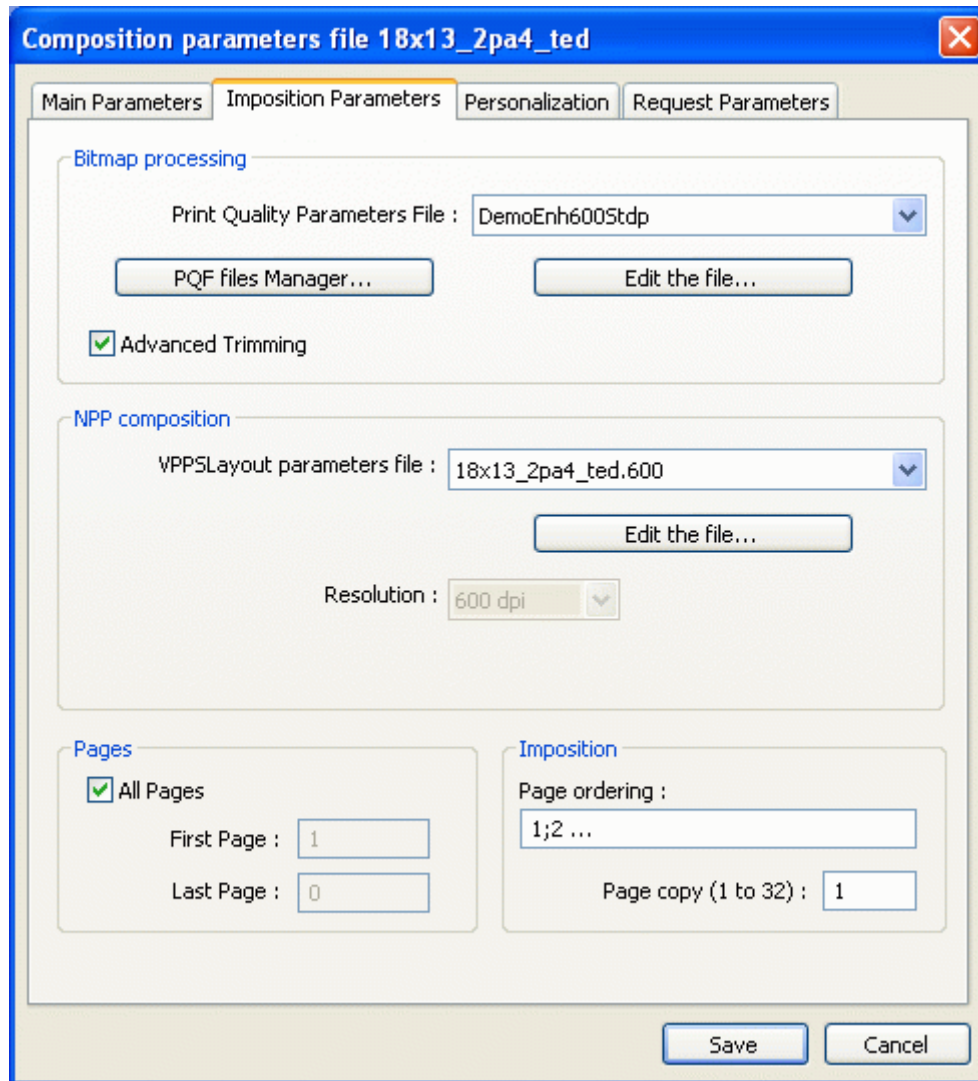 Composition parameters file 18x13_2pa4_ted
Main Parameters Imposition Parameters Personalization Request Parameters
Bitmap processing
Print Quality Parameters File : DemoEnh600Stdp
PQF files Manager... Edit the file...
Advanced Trimming
NPP composition
VPPSLayout parameters file : 18x13_2pa4_ted.600
Edit the file...
Resolution : 600 dpi
Pages
All Pages
First Page : 1
Last Page : 0
Imposition
Page ordering :
1;2 ...
Page copy (1 to 32) : 1
Save Cancel